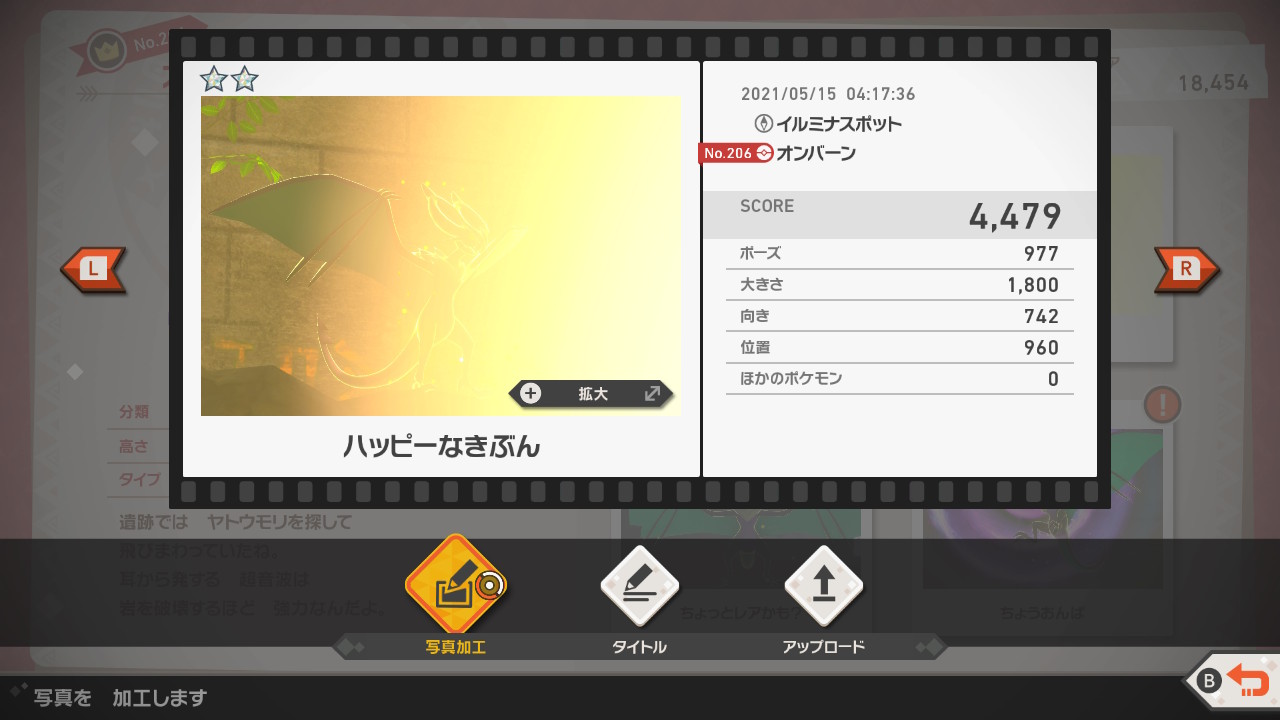 No.2
18,454
2021/05/15 04:17:36
イルミナスポット
No.206 オンバーン
SCORE 4,479
ポーズ 977
大きさ 1,800
向き 742
位置 960
ほかのポケモン 0
拡大
ハッピーなきぶん
L
R
分類
高さ
タイプ
遺跡では ヤトウモリを探して
飛びまわっていたね。
耳から発する 超音波は
岩を破壊するほど 強力なんだよ。
ちょっとレアかも?
ちょうおんぱ
写真加工
タイトル
アップロード
写真を 加工します
B